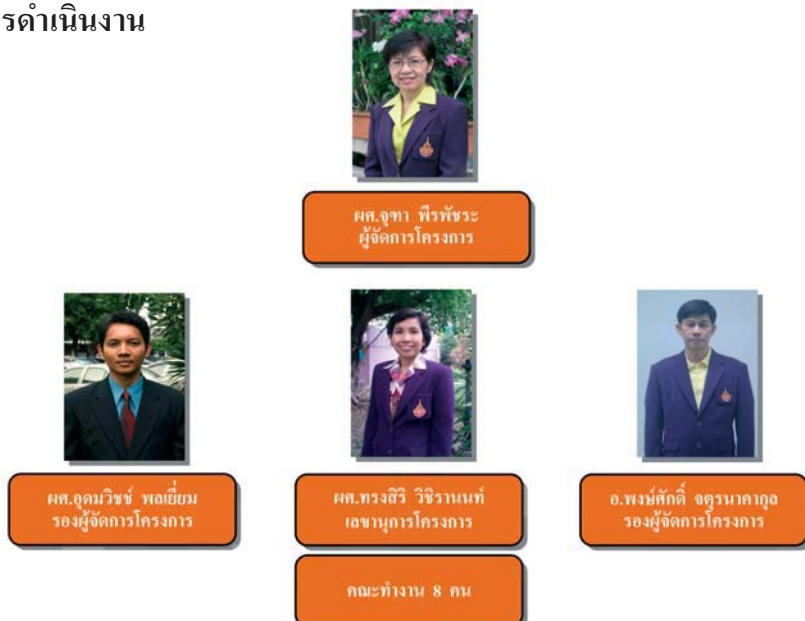 รดำเนินงาน
ผศ.จุฑา พีรพัชระ
ผู้จัดการโครงการ
ผศ.อุดมวิชช์ พลเยี่ยม
รองผู้จัดการโครงการ
ผศ.ทรงสิริ วิชิรานนท์
เลขานุการโครงการ
อ.พงษ์ศักดิ์ จตุรนาคากุล
รองผู้จัดการโครงการ
คณะทำงาน 8 คน